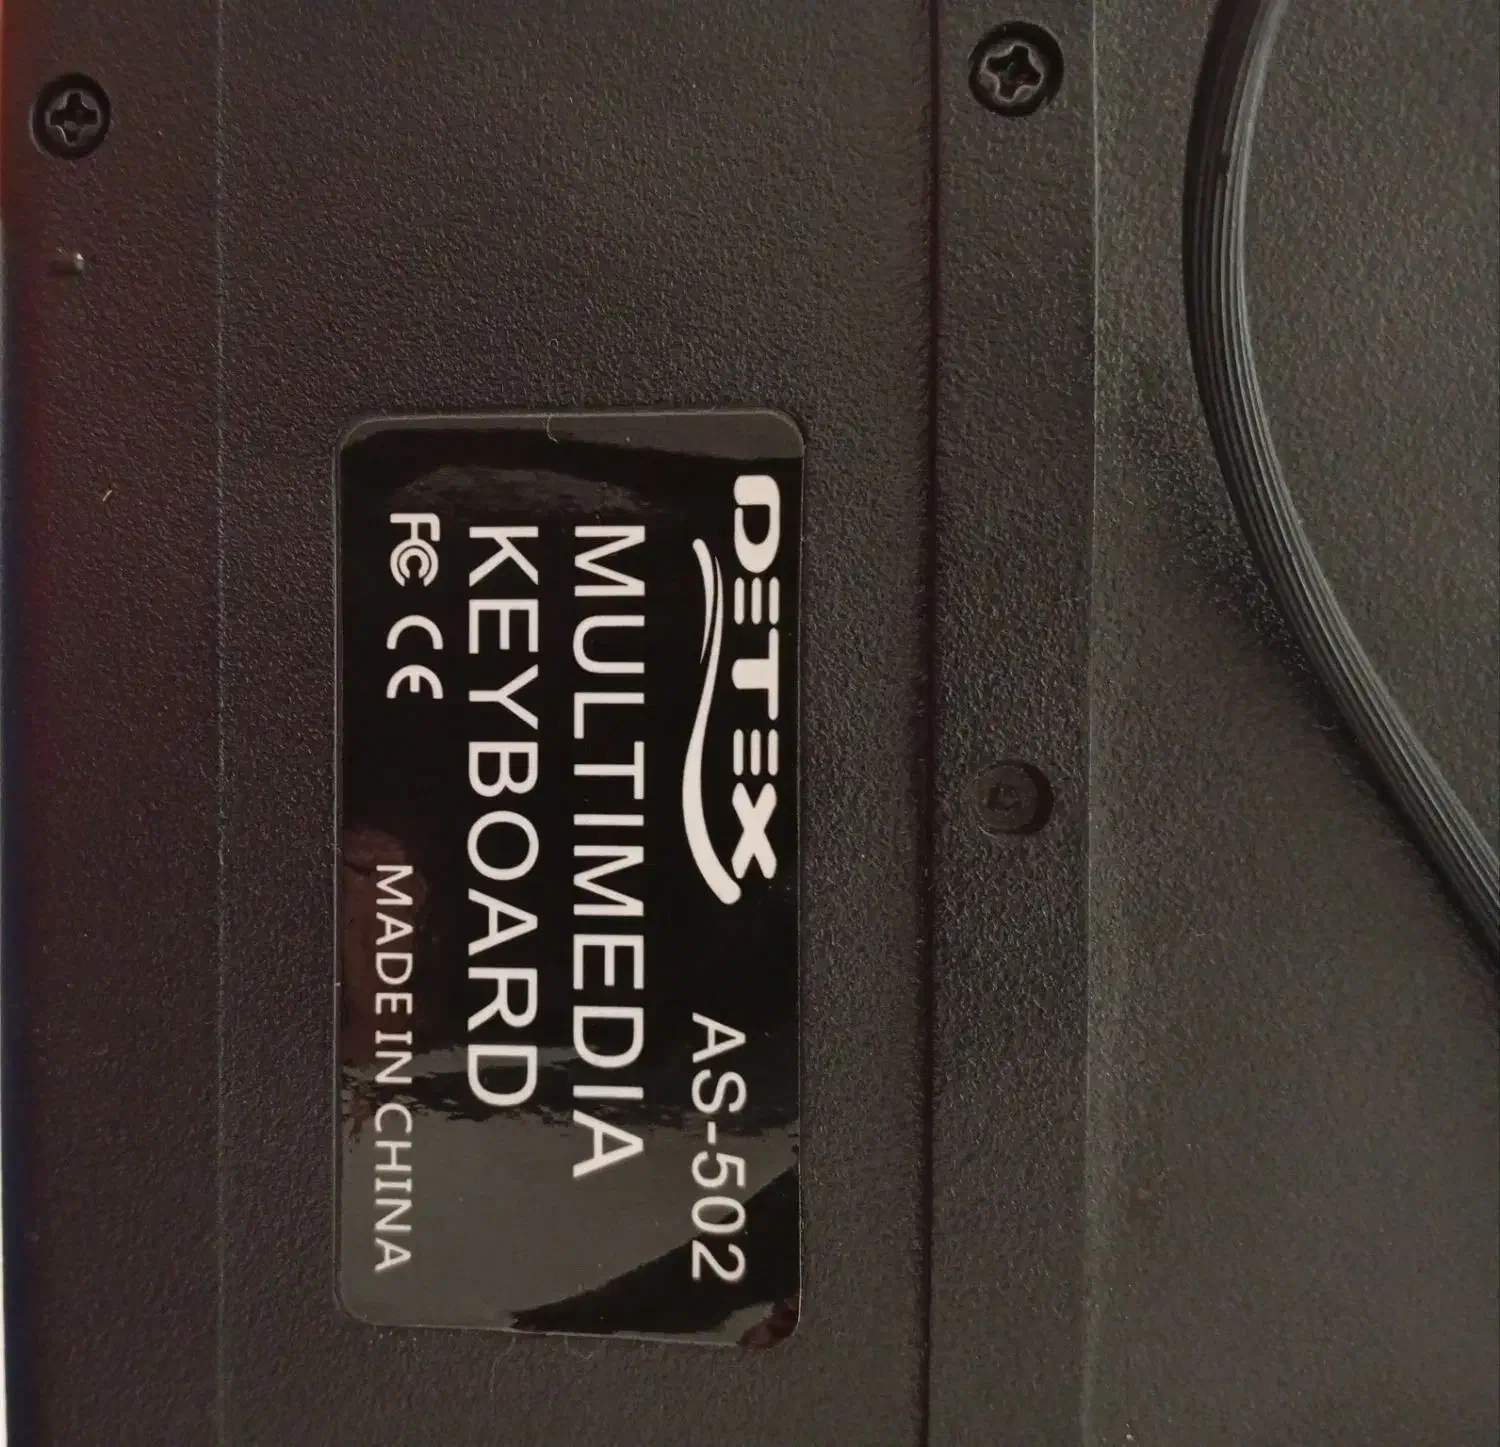 DETEX AS-502
MULTIMEDIA
KEYBOARD
FC CE MADE IN CHINA